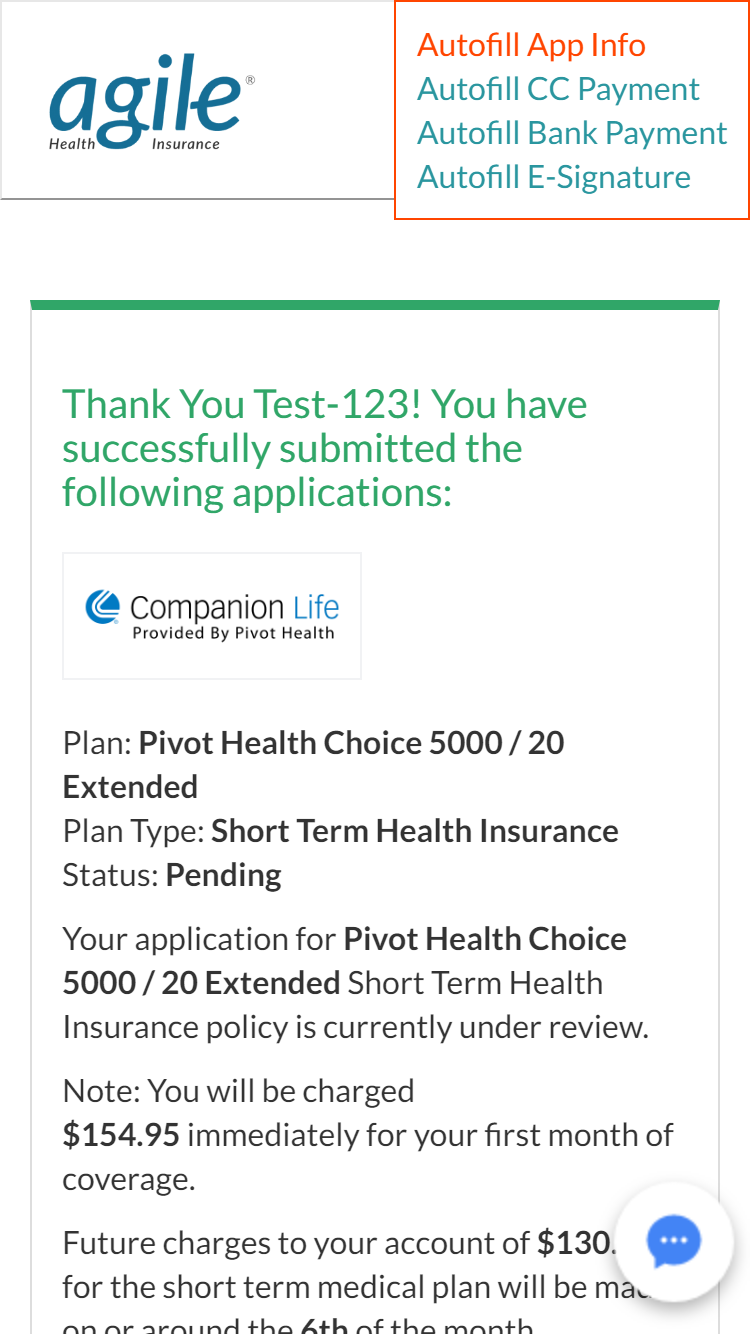 agile®
Health Insurance
Autofill App Info
Autofill CC Payment
Autofill Bank Payment
Autofill E-Signature
Thank You Test-123! You have
successfully submitted the
following applications:
Companion Life
Provided By Pivot Health
Plan: Pivot Health Choice 5000 / 20
Extended
Plan Type: Short Term Health Insurance
Status: Pending
Your application for Pivot Health Choice
5000 / 20 Extended Short Term Health
Insurance policy is currently under review.
Note: You will be charged
$154.95 immediately for your first month of
coverage.
Future charges to your account of $130.
for the short term medical plan will be
on or around the 6th of the month